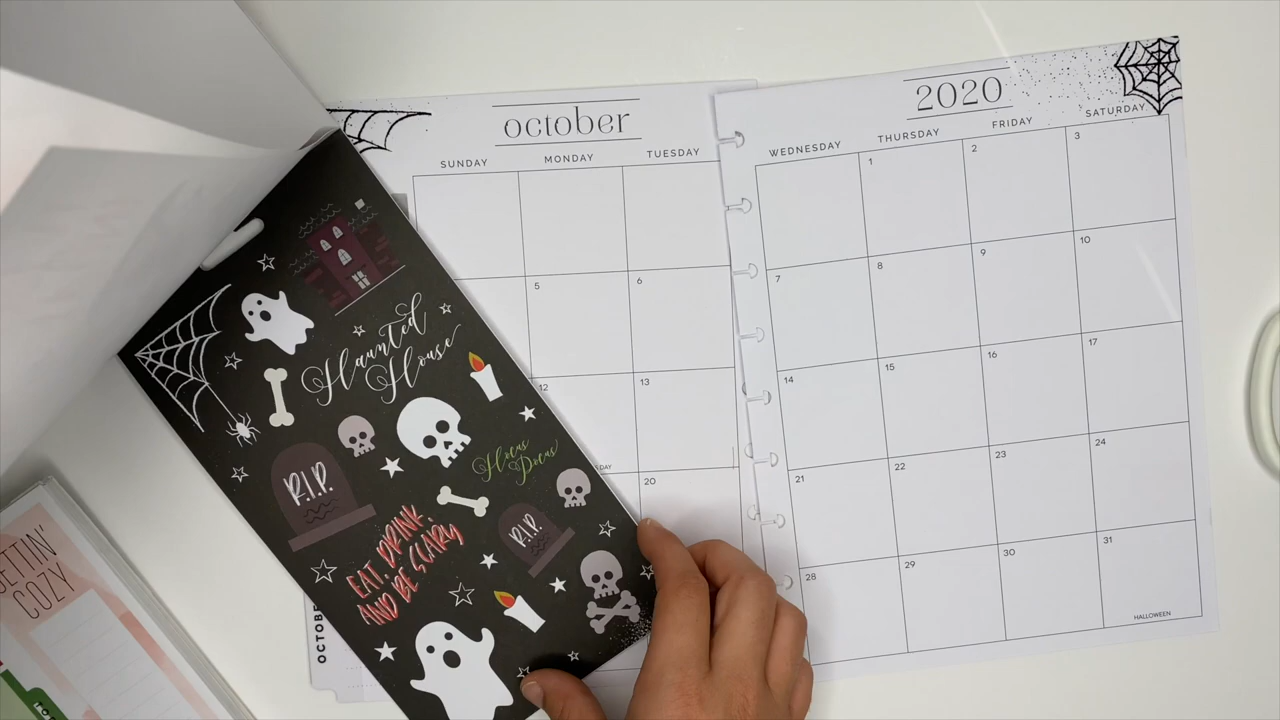 october
2020
SUNDAY MONDAY TUESDAY
WEDNESDAY THURSDAY FRIDAY SATURDAY
1 2 3
5 6
7 8 9 10
12 13
14 15 16 17
20
21 22 23 24
28 29 30 31
HALLOWEEN
Haunted
House
Hocus
Pocus
R.I.P.
R.I.P.
EAT, DRINK
AND BE SCARY
OCTOBER
COZY